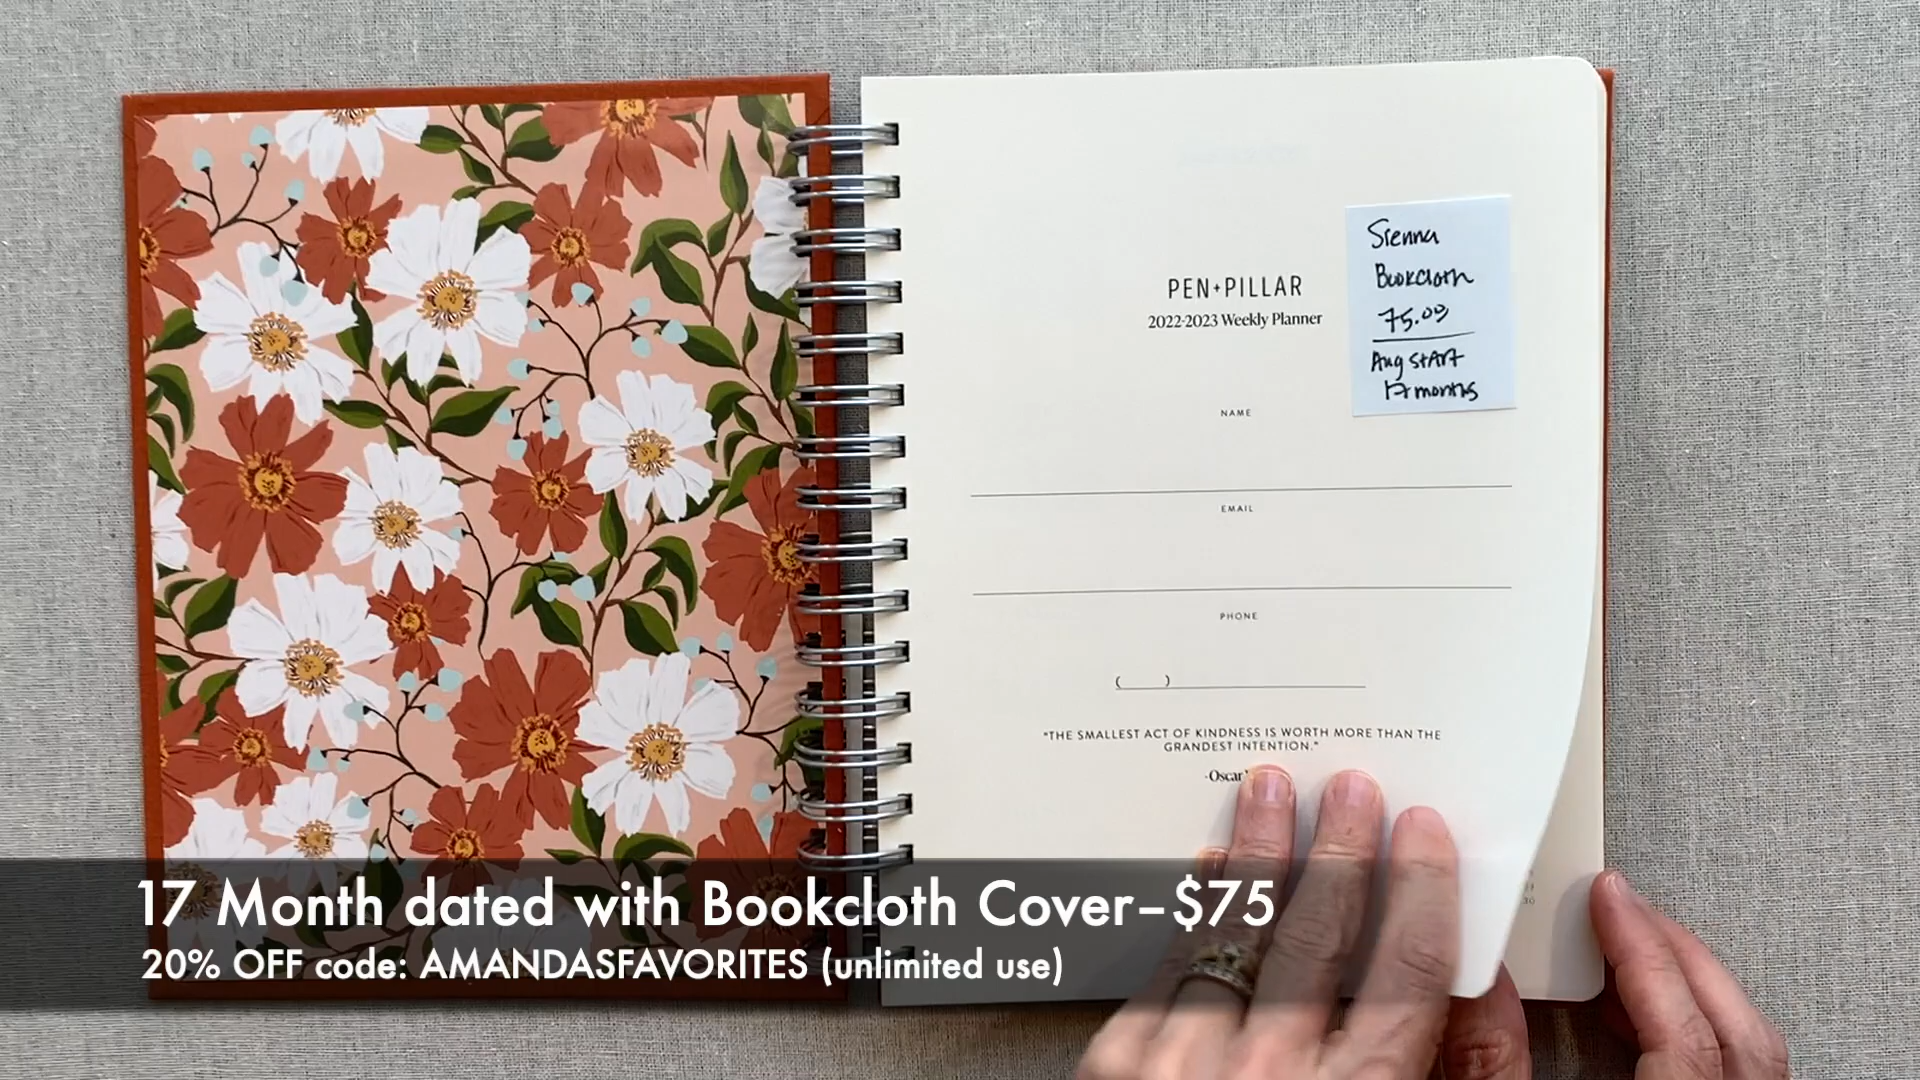 PEN+PILLAR
2022-2023 Weekly Planner
Sienna
Bookcloth
75.00
Aug start
17 months
NAME
EMAIL
PHONE
( )
"THE SMALLEST ACT OF KINDNESS IS WORTH MORE THAN THE
GRANDEST INTENTION."
-Oscar
17 Month dated with Bookcloth Cover–$75
20% OFF code: AMANDASFAVORITES (unlimited use)